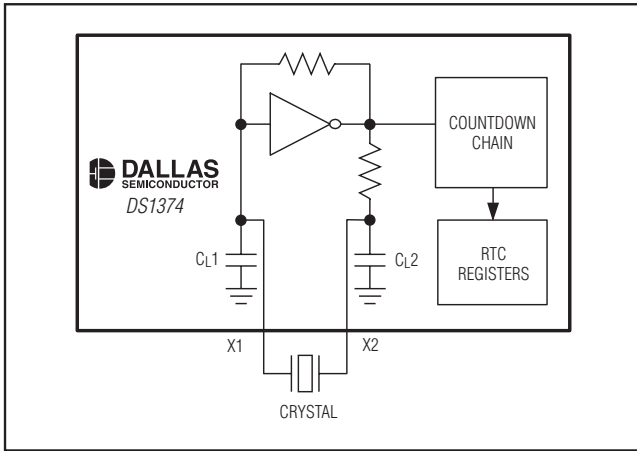 DALLAS
SEMICONDUCTOR
DS1374
COUNTDOWN
CHAIN
RTC
REGISTERS
CL1
CL2
X1
X2
CRYSTAL